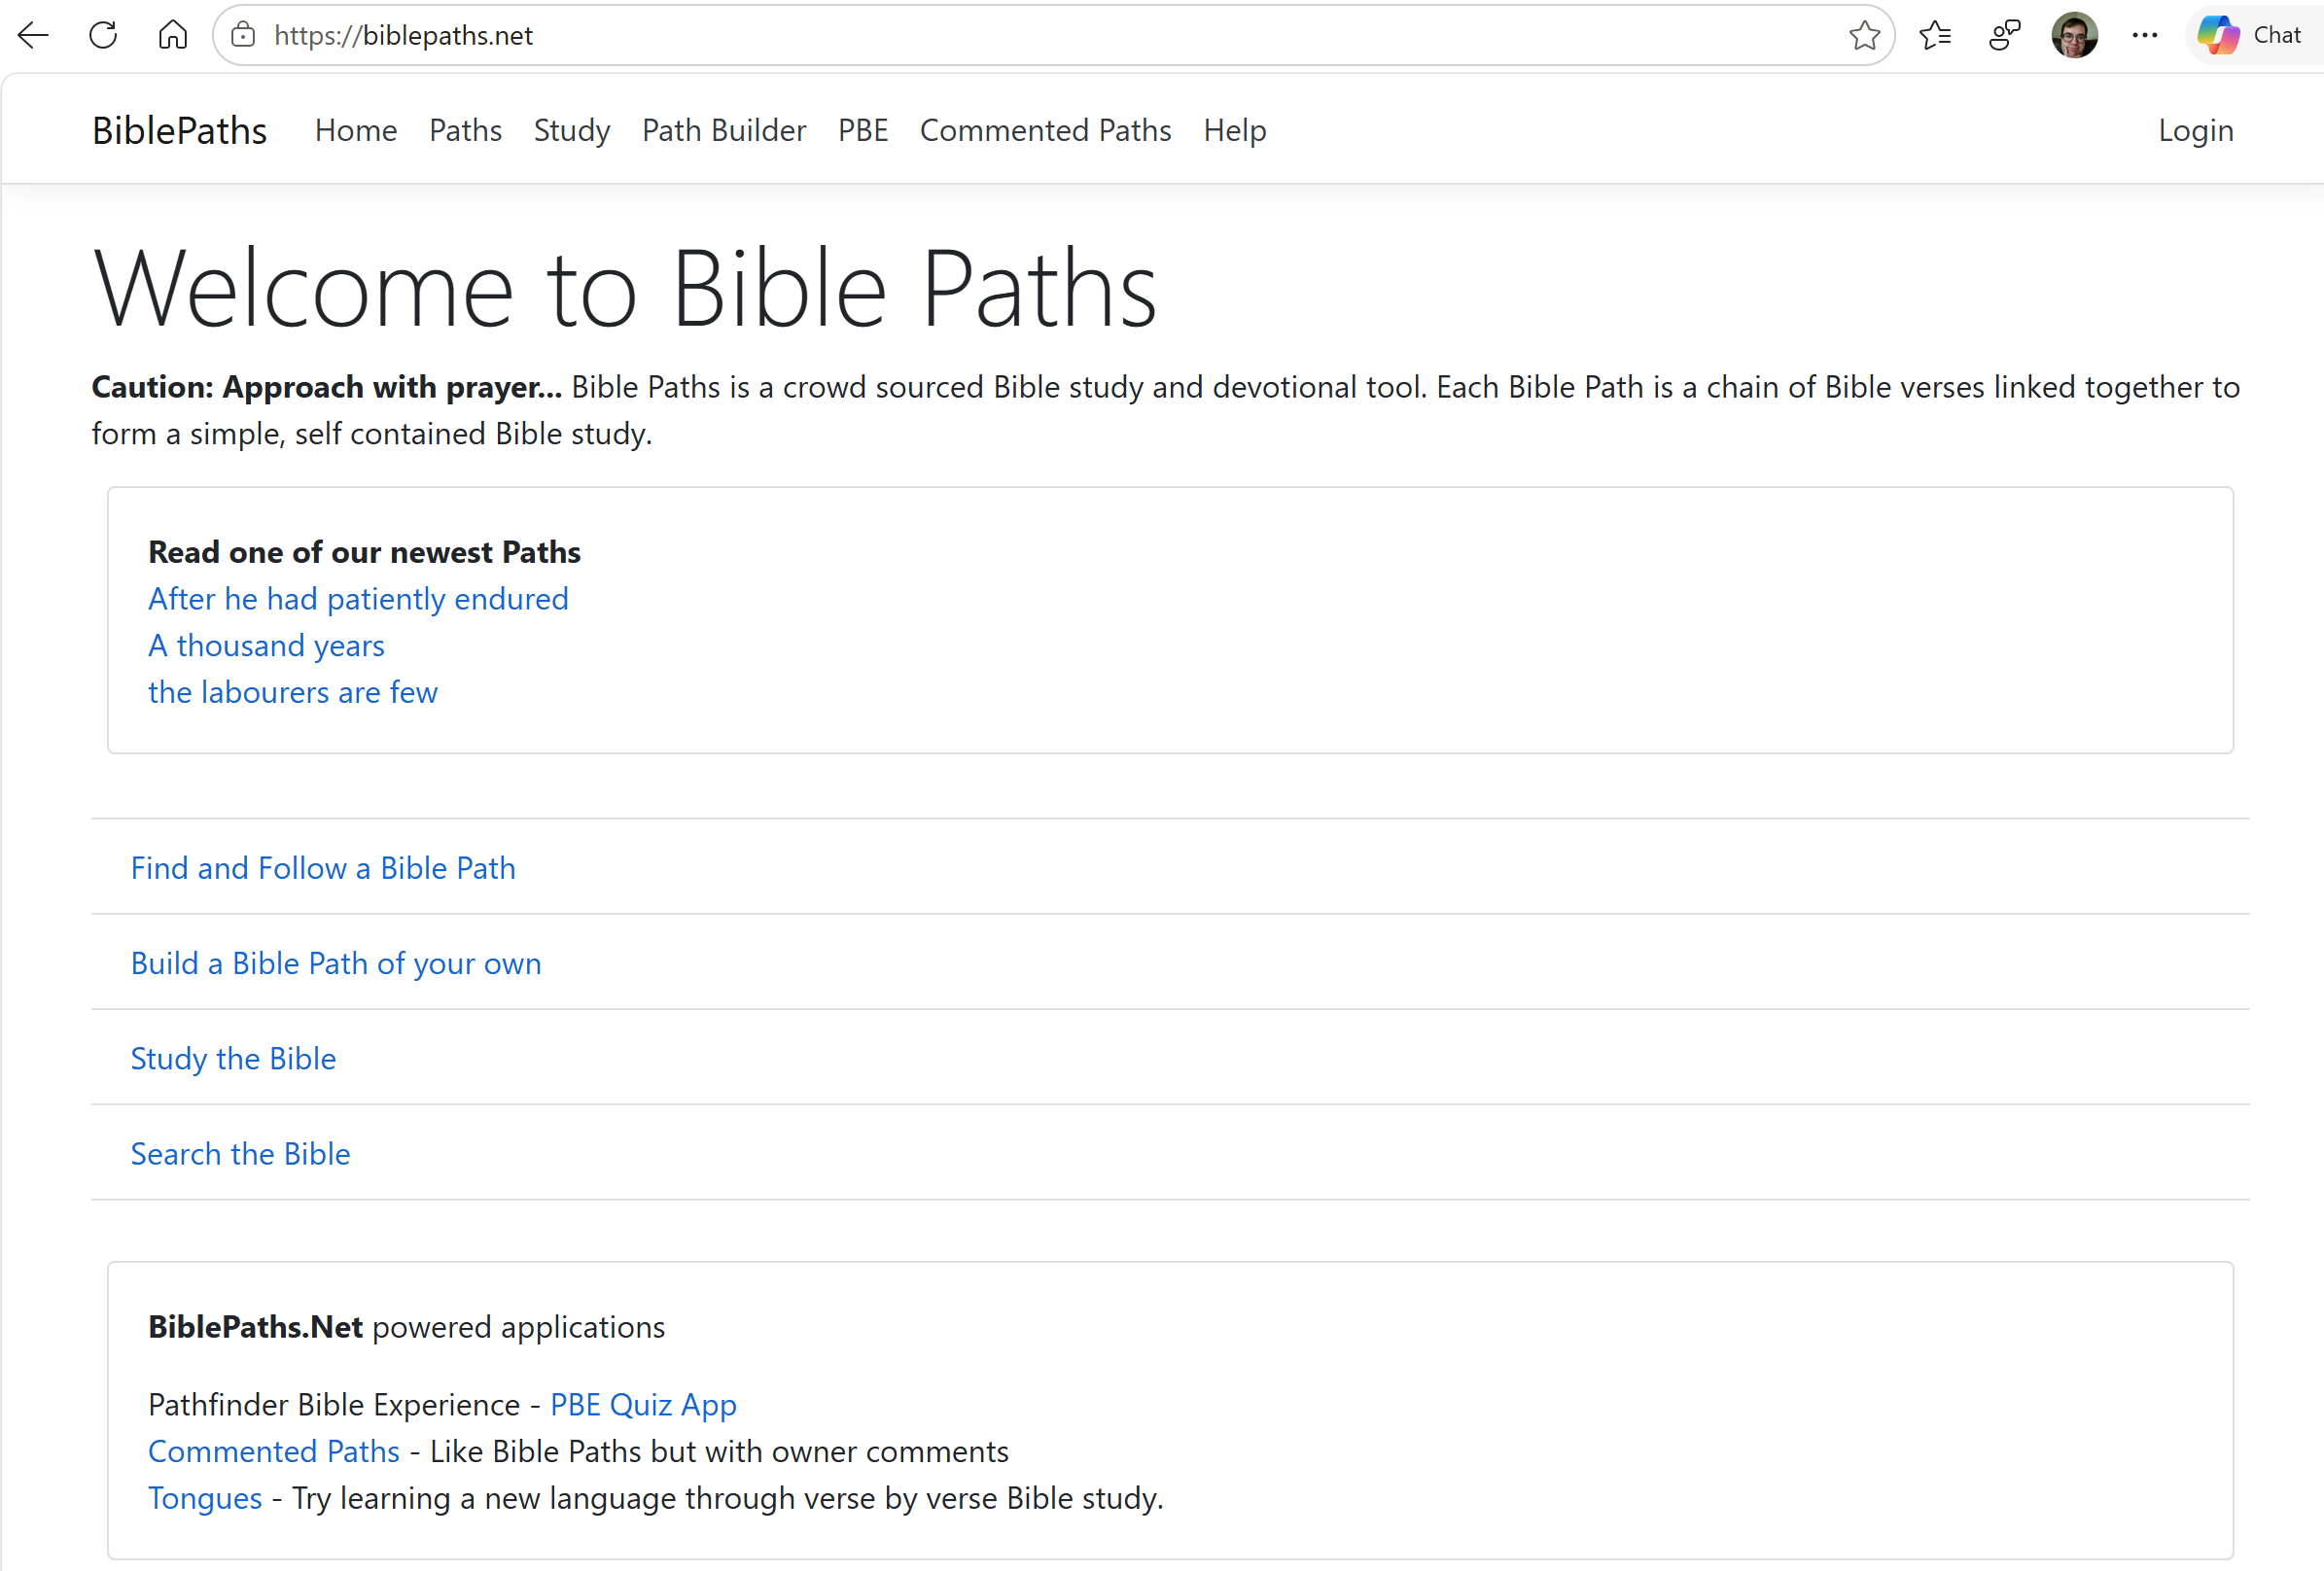 https://biblepaths.net
Chat
BiblePaths Home Paths Study Path Builder PBE Commented Paths Help Login
Welcome to Bible Paths
Caution: Approach with prayer... Bible Paths is a crowd sourced Bible study and devotional tool. Each Bible Path is a chain of Bible verses linked together to
form a simple, self contained Bible study.
Read one of our newest Paths
After he had patiently endured
A thousand years
the labourers are few
Find and Follow a Bible Path
Build a Bible Path of your own
Study the Bible
Search the Bible
BiblePaths.Net powered applications
Pathfinder Bible Experience - PBE Quiz App
Commented Paths - Like Bible Paths but with owner comments
Tongues - Try learning a new language through verse by verse Bible study.